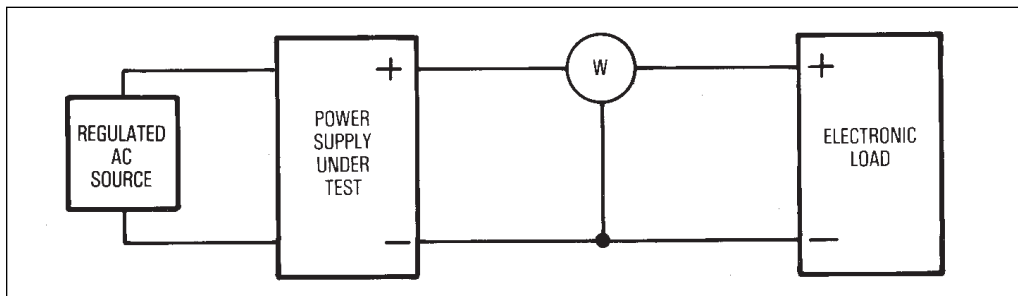 REGULATED
AC
SOURCE
+
POWER
SUPPLY
UNDER
TEST
−
W
+
ELECTRONIC
LOAD
−